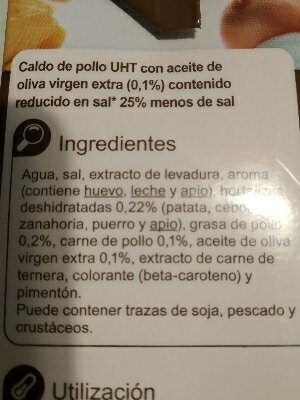 Caldo de pollo UHT con aceite de
oliva virgen extra (0,1%) contenido
reducido en sal* 25% menos de sal
Ingredientes
Agua, sal, extracto de levadura, aroma
(contiene huevo, leche y apio), hortalizas
deshidratadas 0,22% (patata, cebolla,
zanahoria, puerro y apio), grasa de pollo
0,2%, carne de pollo 0,1%, aceite de oliva
virgen extra 0,1%, extracto de carne de
ternera, colorante (beta-caroteno) y
pimentón.
Puede contener trazas de soja, pescado y
crustáceos.
Utilización